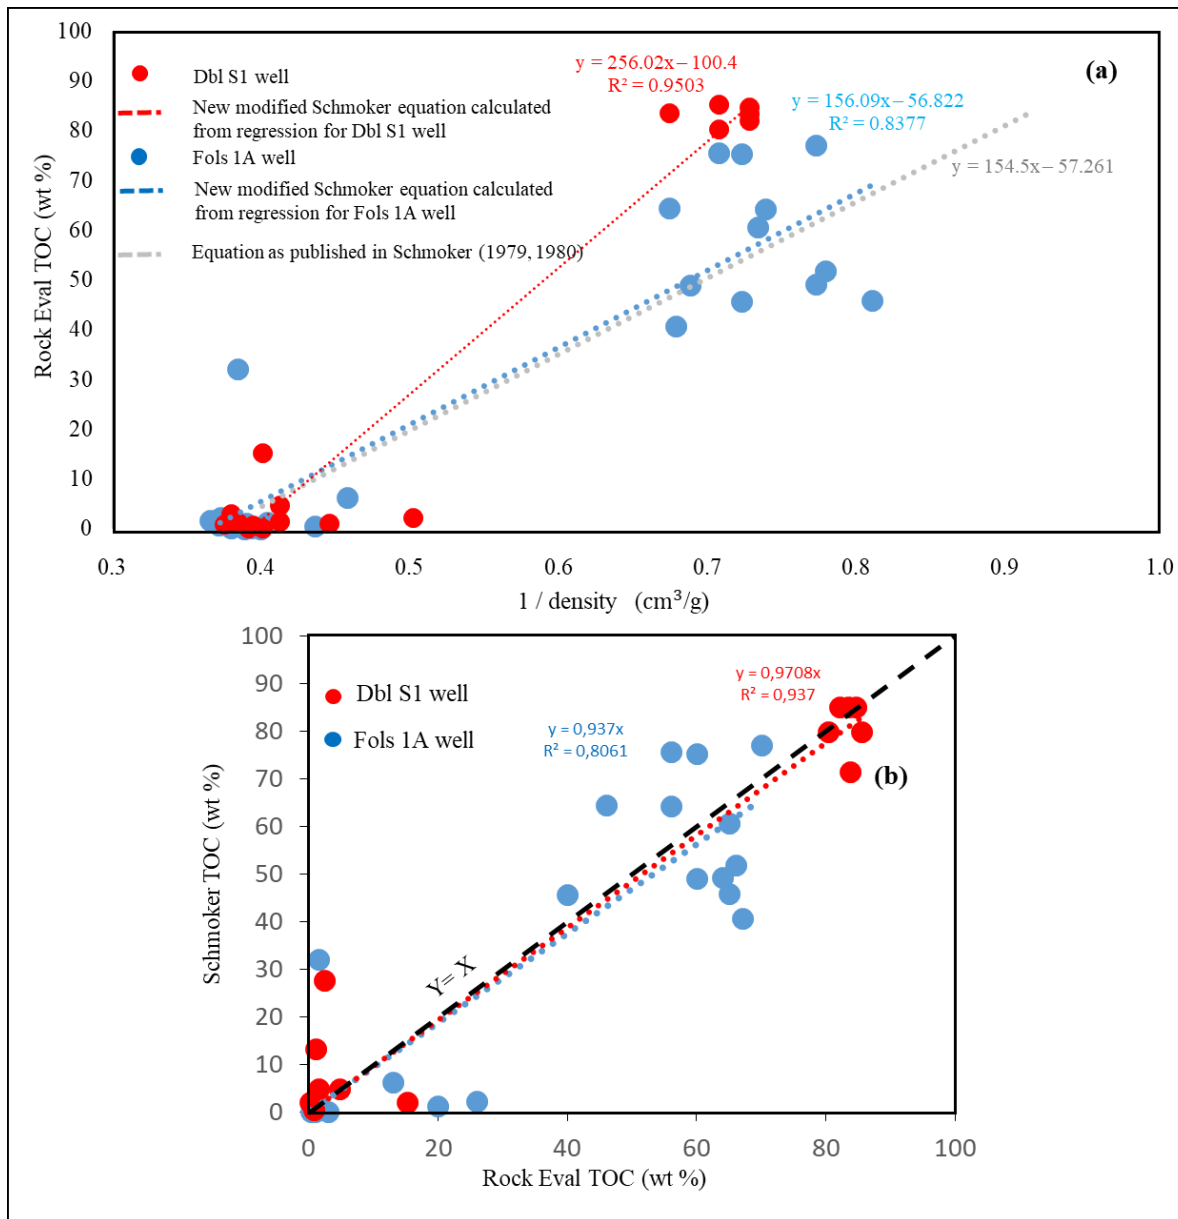 100
90
80
70
60
50
40
30
20
10
0
Rock Eval TOC (wt %)
Dbl S1 well
New modified Schmoker equation calculated
from regression for Dbl S1 well
Fols 1A well
New modified Schmoker equation calculated
from regression for Fols 1A well
Equation as published in Schmoker (1979, 1980)
y = 256.02x– 100.4
R² = 0.9503
y = 156.09x– 56.822
R² = 0.8377
y = 154.5x– 57.261
(a)
0.3 0.4 0.5 0.7 0.8 0.9 1.0
1 / density (cm³/g)
100
90
80
70
60
50
40
30
20
10
0
Schmoker TOC (wt %)
Dbl S1 well
Fols 1A well
y = 0,9708x
R² = 0,937
y = 0,937x
R² = 0,8061
(b)
Y= X
0 20 40 60 80 100
Rock Eval TOC (wt %)